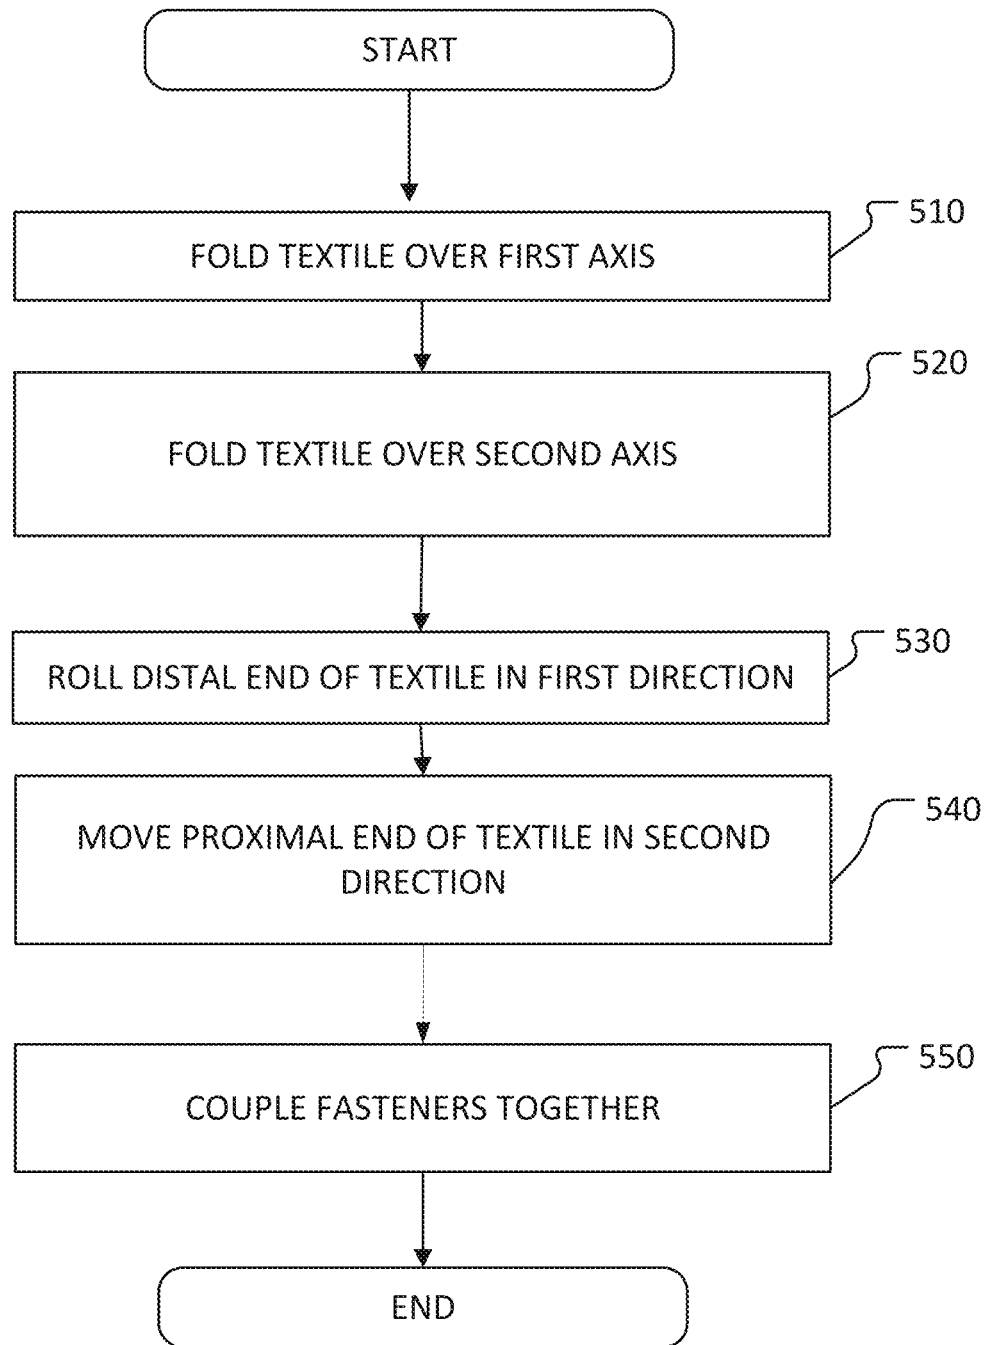 START
510
FOLD TEXTILE OVER FIRST AXIS
520
FOLD TEXTILE OVER SECOND AXIS
530
ROLL DISTAL END OF TEXTILE IN FIRST DIRECTION
540
MOVE PROXIMAL END OF TEXTILE IN SECOND
DIRECTION
550
COUPLE FASTENERS TOGETHER
END